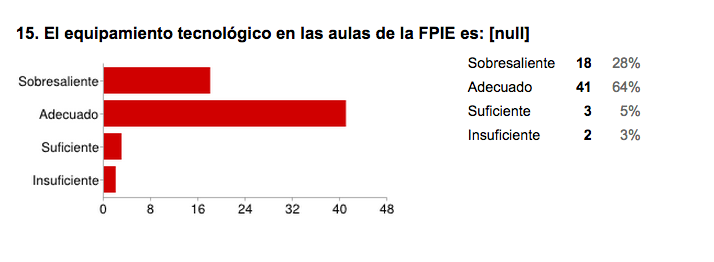 15. El equipamiento tecnológico en las aulas de la FPIE es: [null]
Sobresaliente
Adecuado
Suficiente
Insuficiente
0 8 16 24 32 40 48
Sobresaliente 18 28%
Adecuado 41 64%
Suficiente 3 5%
Insuficiente 2 3%